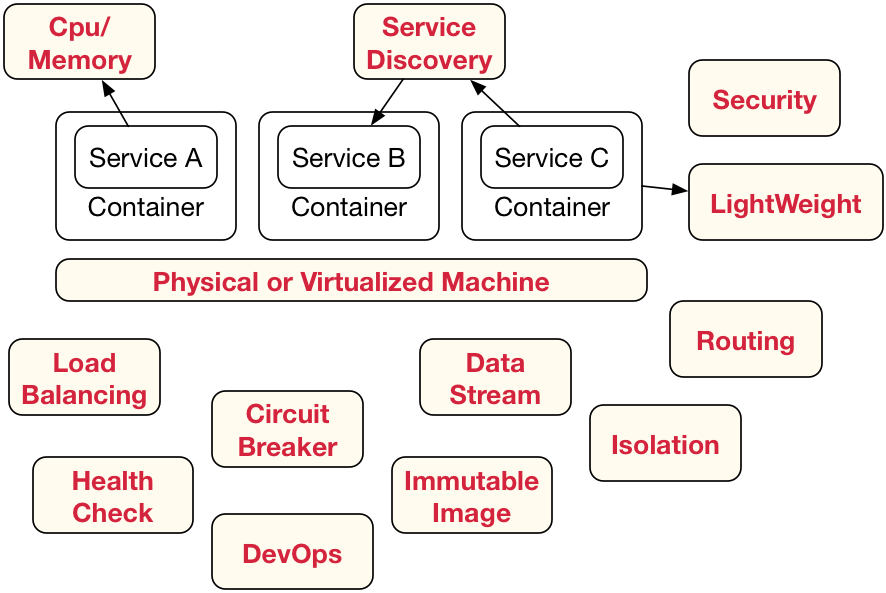 Cpu/
Memory
Service
Discovery
Security
Service A
Container
Service B
Container
Service C
Container
LightWeight
Physical or Virtualized Machine
Routing
Load
Balancing
Data
Stream
Circuit
Breaker
Isolation
Health
Check
Immutable
Image
DevOps